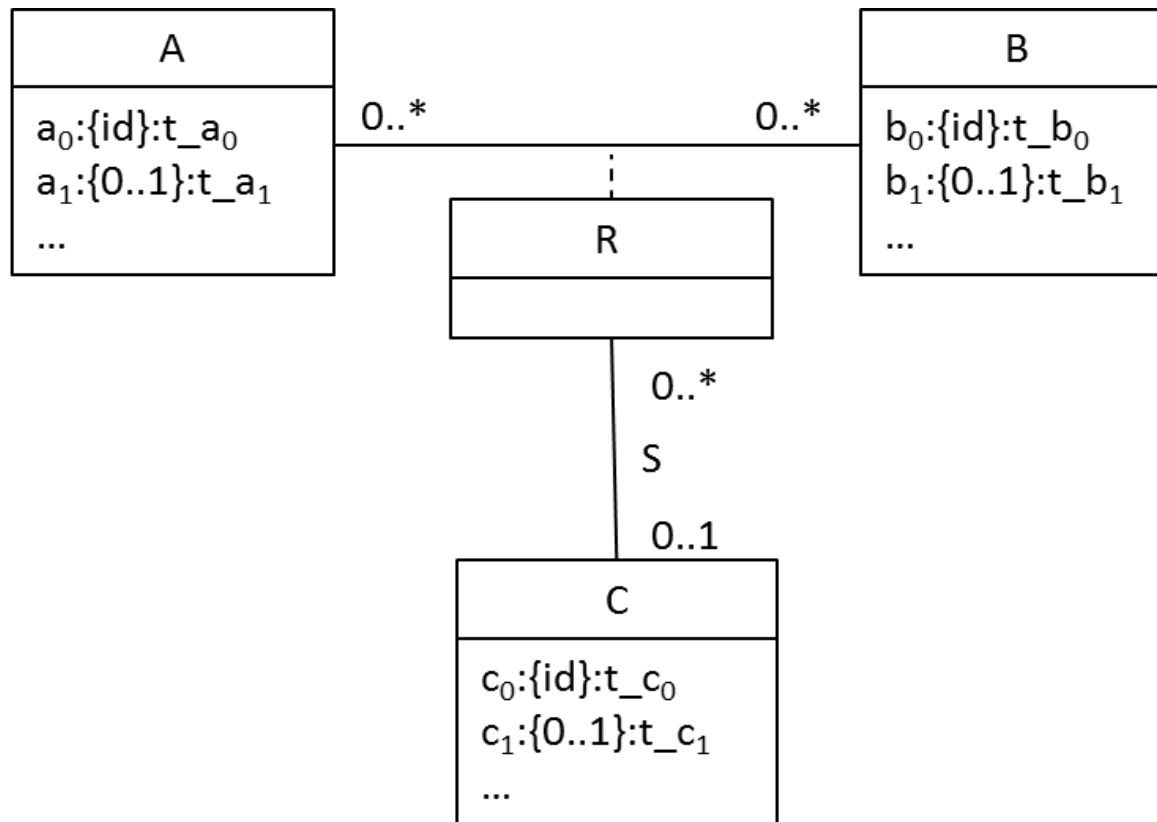 A
a₀:{id}:t_a₀
a₁:{0..1}:t_a₁
...
0..*
0..*
B
b₀:{id}:t_b₀
b₁:{0..1}:t_b₁
...
R
0..*
S
0..1
C
c₀:{id}:t_c₀
c₁:{0..1}:t_c₁
...